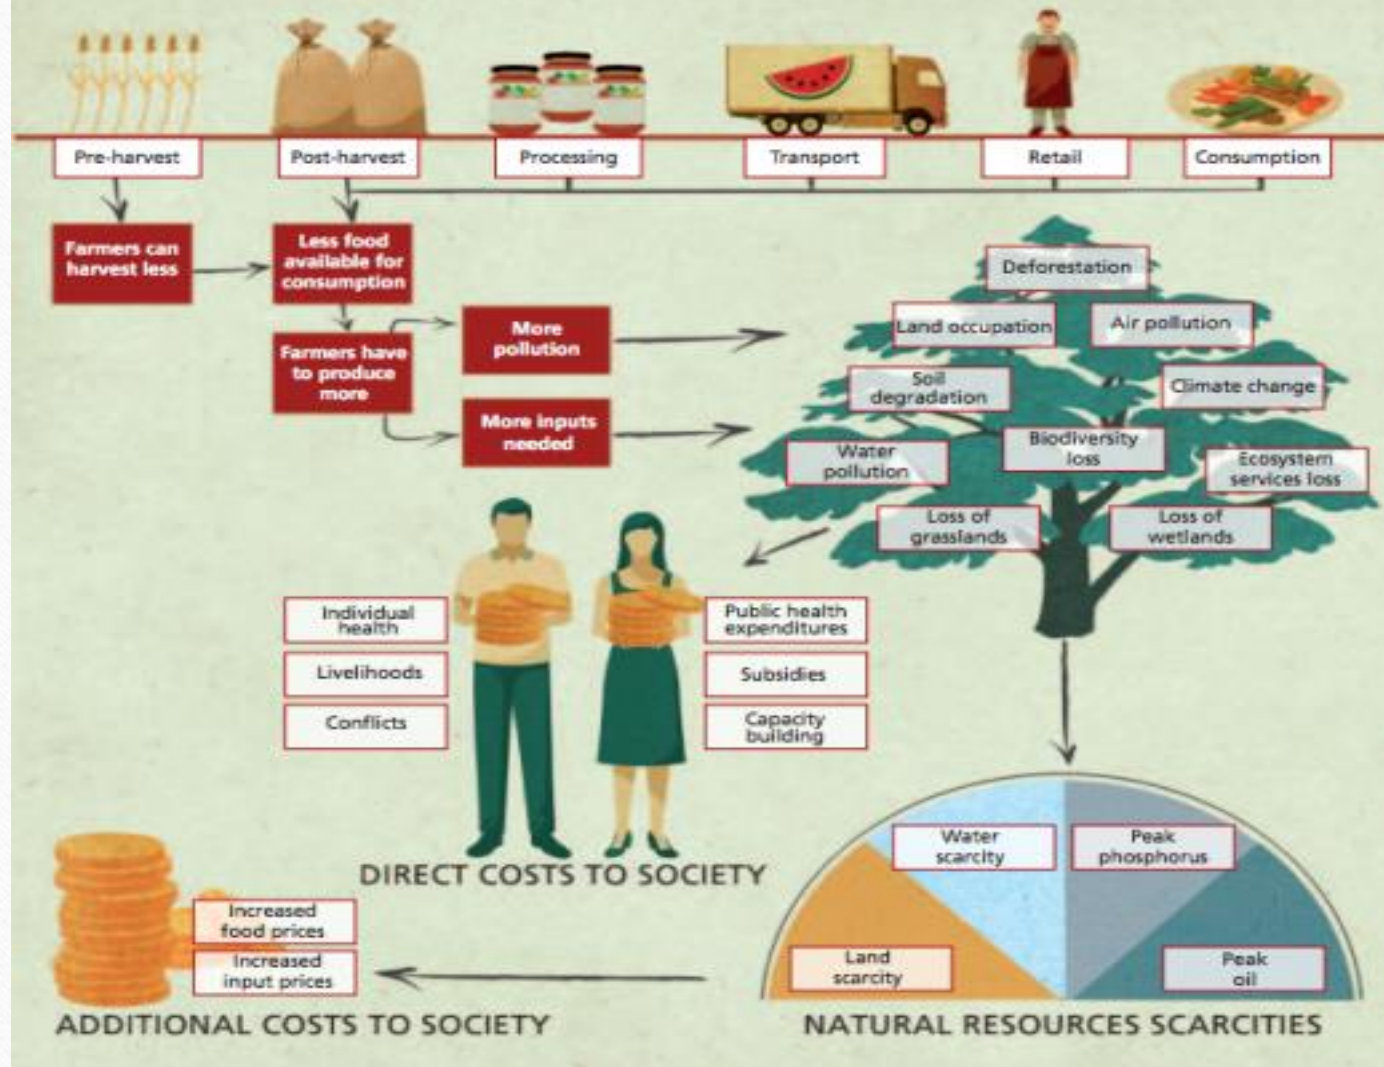 Pre-harvest
Post-harvest
Processing
Transport
Retail
Consumption
Farmers can
harvest less
Less food
available for
consumption
Farmers have
to produce
more
More
pollution
More inputs
needed
Deforestation
Land occupation
Air pollution
Soil
degradation
Climate change
Biodiversity
loss
Water
pollution
Ecosystem
services loss
Loss of
grasslands
Loss of
wetlands
Individual
health
Livelihoods
Conflicts
Public health
expenditures
Subsidies
Capacity
building
DIRECT COSTS TO SOCIETY
Water
scarcity
Peak
phosphorus
Land
scarcity
Peak
oil
NATURAL RESOURCES SCARCITIES
Increased
food prices
Increased
input prices
ADDITIONAL COSTS TO SOCIETY